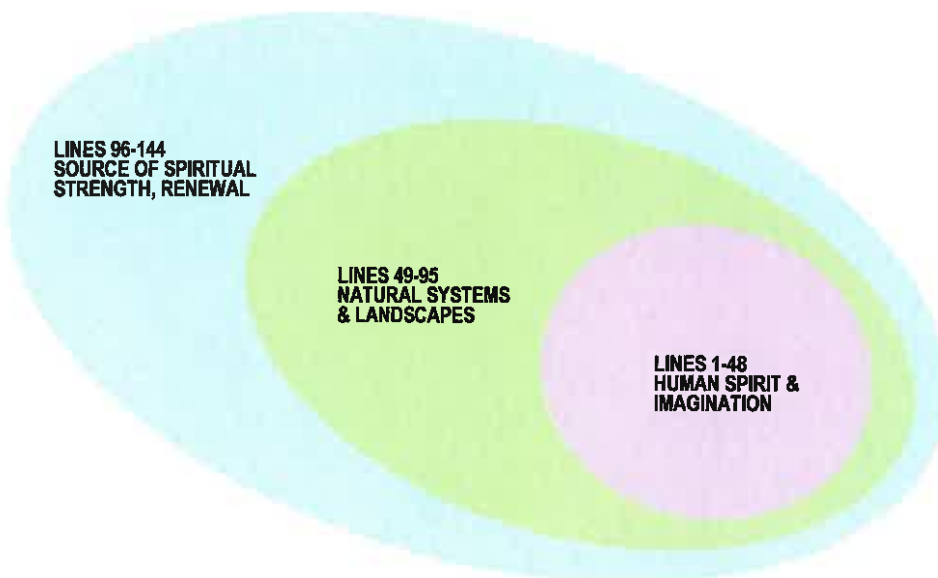 LINES 96-144
SOURCE OF SPIRITUAL
STRENGTH, RENEWAL
LINES 49-95
NATURAL SYSTEMS
& LANDSCAPES
LINES 1-48
HUMAN SPIRIT &
IMAGINATION